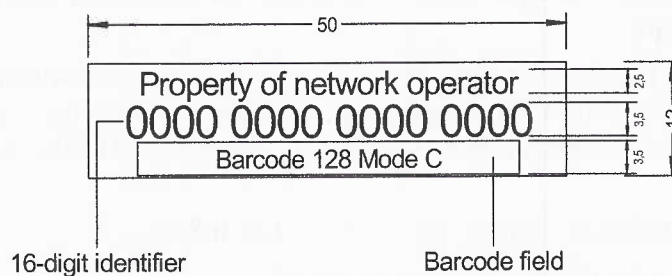 50
Property of network operator
2,5
0000 0000 0000 0000
3,5
12
Barcode 128 Mode C
3,5
16-digit identifier
Barcode field